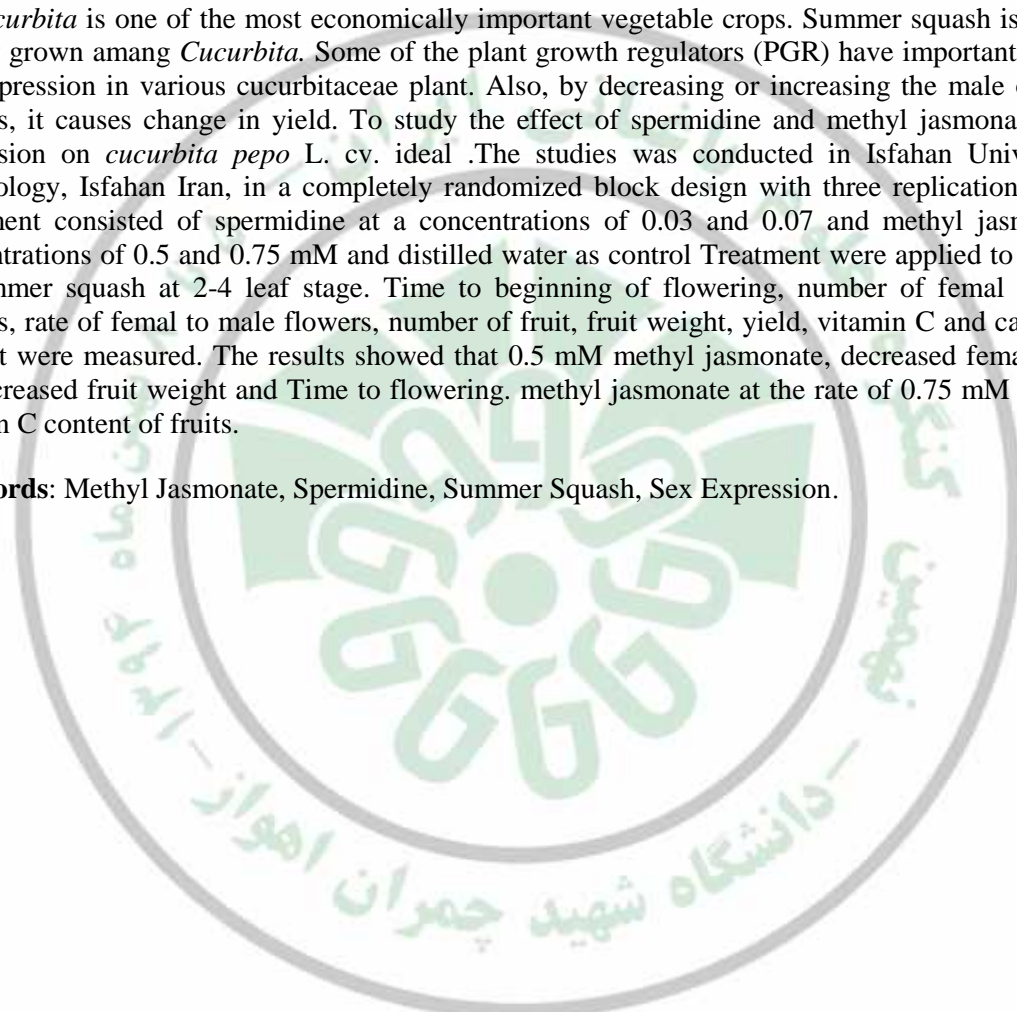 urbita is one of the most economically important vegetable crops. Summer squash is
grown amang Cucurbita. Some of the plant growth regulators (PGR) have important
pression in various cucurbitaceae plant. Also, by decreasing or increasing the male
s, it causes change in yield. To study the effect of spermidine and methyl jasmona
sion on cucurbita pepo L. cv. ideal .The studies was conducted in Isfahan Univ
ology, Isfahan Iran, in a completely randomized block design with three replication
ment consisted of spermidine at a concentrations of 0.03 and 0.07 and methyl jasm
ntrations of 0.5 and 0.75 mM and distilled water as control Treatment were applied to
mmer squash at 2-4 leaf stage. Time to beginning of flowering, number of femal
s, rate of femal to male flowers, number of fruit, fruit weight, yield, vitamin C and ca
t were measured. The results showed that 0.5 mM methyl jasmonate, decreased fema
creased fruit weight and Time to flowering. methyl jasmonate at the rate of 0.75 mM
n C content of fruits.
ords: Methyl Jasmonate, Spermidine, Summer Squash, Sex Expression.
دانشگاه شهید چمران اهواز